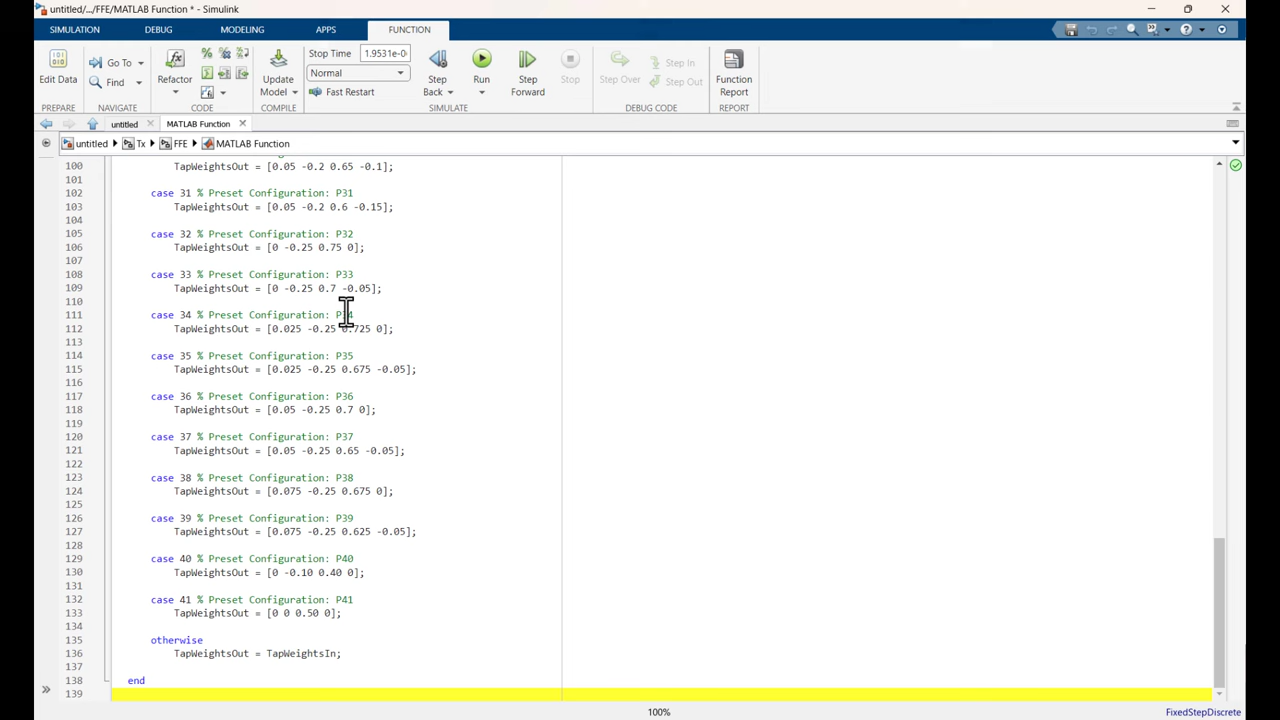 untitled/.../FFE/MATLAB Function * - Simulink
SIMULATION DEBUG MODELING APPS FUNCTION
Edit Data
PREPARE
Go To
Find
NAVIGATE
Refactor
CODE
Update
Model
COMPILE
Stop Time 1.9531e-0
Normal
Fast Restart
Step
Back
Run
Step
Forward
Stop
SIMULATE
Step Over
Step In
Step Out
DEBUG CODE
Function
Report
REPORT
untitled MATLAB Function
untitled Tx FFE MATLAB Function
100 TapWeightsOut = [0.05 -0.2 0.65 -0.1];
101
102 case 31 % Preset Configuration: P31
103 TapWeightsOut = [0.05 -0.2 0.6 -0.15];
104
105 case 32 % Preset Configuration: P32
106 TapWeightsOut = [0 -0.25 0.75 0];
107
108 case 33 % Preset Configuration: P33
109 TapWeightsOut = [0 -0.25 0.7 -0.05];
110
111 case 34 % Preset Configuration: P34
112 TapWeightsOut = [0.025 -0.25 0.725 0];
113
114 case 35 % Preset Configuration: P35
115 TapWeightsOut = [0.025 -0.25 0.675 -0.05];
116
117 case 36 % Preset Configuration: P36
118 TapWeightsOut = [0.05 -0.25 0.7 0];
119
120 case 37 % Preset Configuration: P37
121 TapWeightsOut = [0.05 -0.25 0.65 -0.05];
122
123 case 38 % Preset Configuration: P38
124 TapWeightsOut = [0.075 -0.25 0.675 0];
125
126 case 39 % Preset Configuration: P39
127 TapWeightsOut = [0.075 -0.25 0.625 -0.05];
128
129 case 40 % Preset Configuration: P40
130 TapWeightsOut = [0 -0.10 0.40 0];
131
132 case 41 % Preset Configuration: P41
133 TapWeightsOut = [0 0 0.50 0];
134
135 otherwise
136 TapWeightsOut = TapWeightsIn;
137
138 end
139
100% FixedStepDiscrete